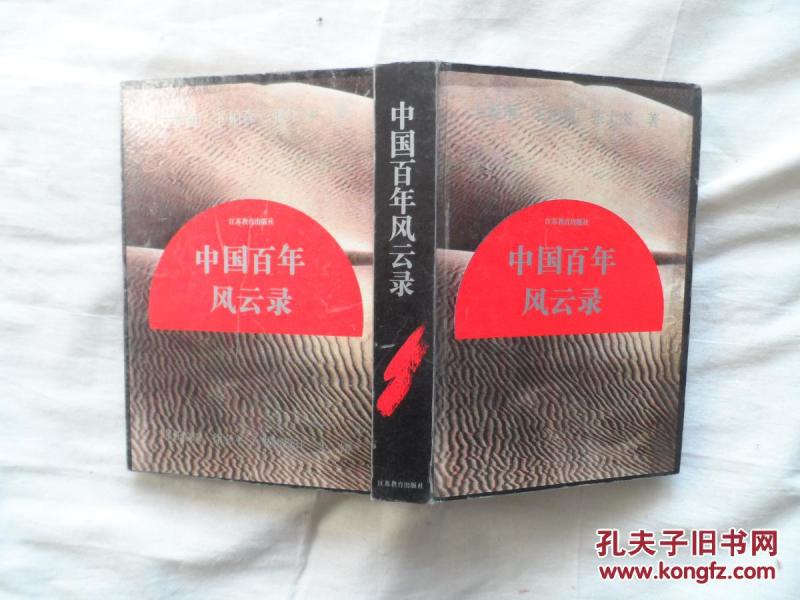 江苏教育出版社
中国百年
风云录
中国百年风云录
江苏教育出版社
著
江苏教育出版社
中国百年
风云录
孔夫子旧书网
www.kongfz.com